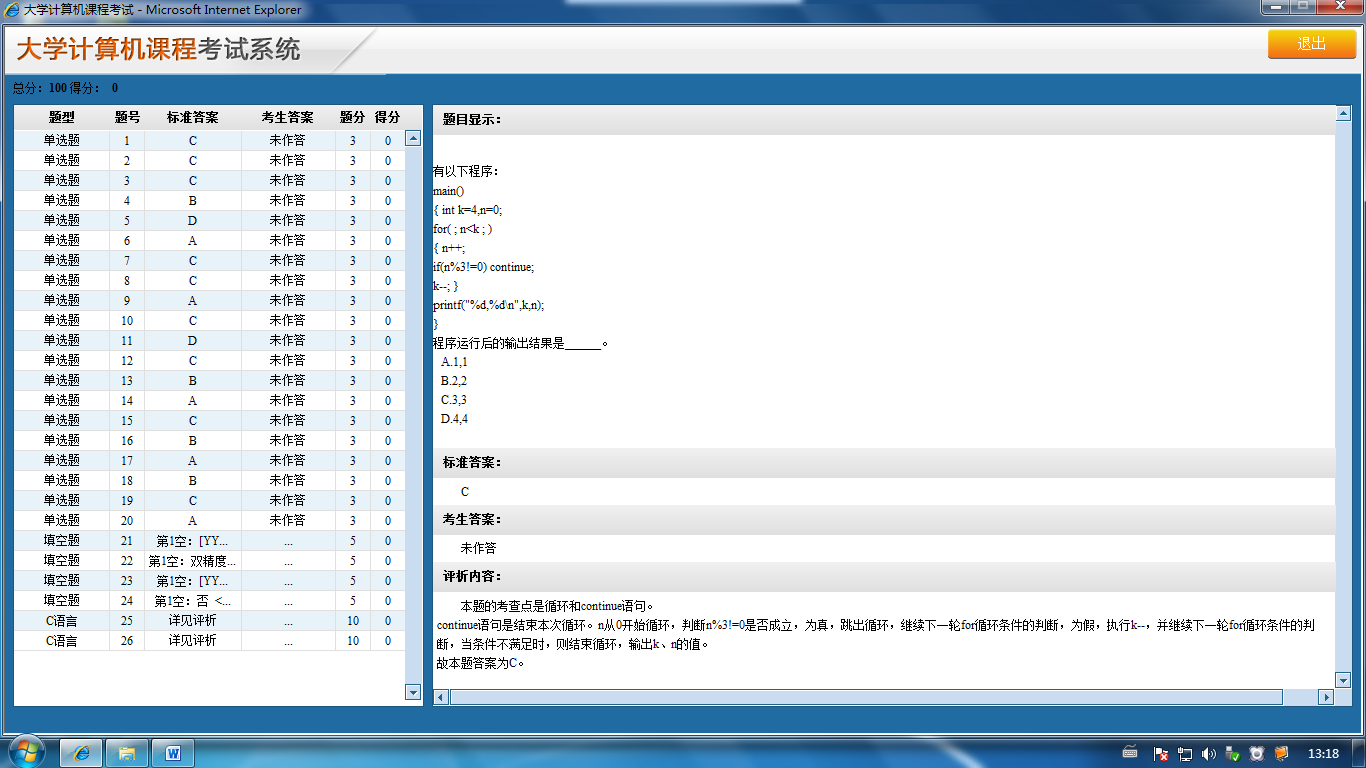 大学计算机课程考试 - Microsoft Internet Explorer
大学计算机课程考试系统
退出
总分：100 得分： 0
题型 题号 标准答案 考生答案 题分 得分
单选题 1 C 未作答 3 0
单选题 2 C 未作答 3 0
单选题 3 C 未作答 3 0
单选题 4 B 未作答 3 0
单选题 5 D 未作答 3 0
单选题 6 A 未作答 3 0
单选题 7 C 未作答 3 0
单选题 8 C 未作答 3 0
单选题 9 A 未作答 3 0
单选题 10 C 未作答 3 0
单选题 11 D 未作答 3 0
单选题 12 C 未作答 3 0
单选题 13 B 未作答 3 0
单选题 14 A 未作答 3 0
单选题 15 C 未作答 3 0
单选题 16 B 未作答 3 0
单选题 17 A 未作答 3 0
单选题 18 B 未作答 3 0
单选题 19 C 未作答 3 0
单选题 20 A 未作答 3 0
填空题 21 第1空：[YY... ... 5 0
填空题 22 第1空：双精度... ... 5 0
填空题 23 第1空：[YY... ... 5 0
填空题 24 第1空：否 <... ... 5 0
C语言 25 详见评析 ... 10 0
C语言 26 详见评析 ... 10 0
题目显示：
有以下程序：
main()
{ int k=4,n=0;
for( ; n<k ; )
{ n++;
if(n%3!=0) continue;
k--; }
printf("%d,%d\n",k,n);
}
程序运行后的输出结果是______。
A.1,1
B.2,2
C.3,3
D.4,4
标准答案：
C
考生答案：
未作答
评析内容：
本题的考查点是循环和continue语句。
continue语句是结束本次循环。n从0开始循环，判断n%3!=0是否成立，为真，跳出循环，继续下一轮for循环条件的判断，为假，执行k--，并继续下一轮for循环条件的判
断，当条件不满足时，则结束循环，输出k、n的值。
故本题答案为C。
13:18